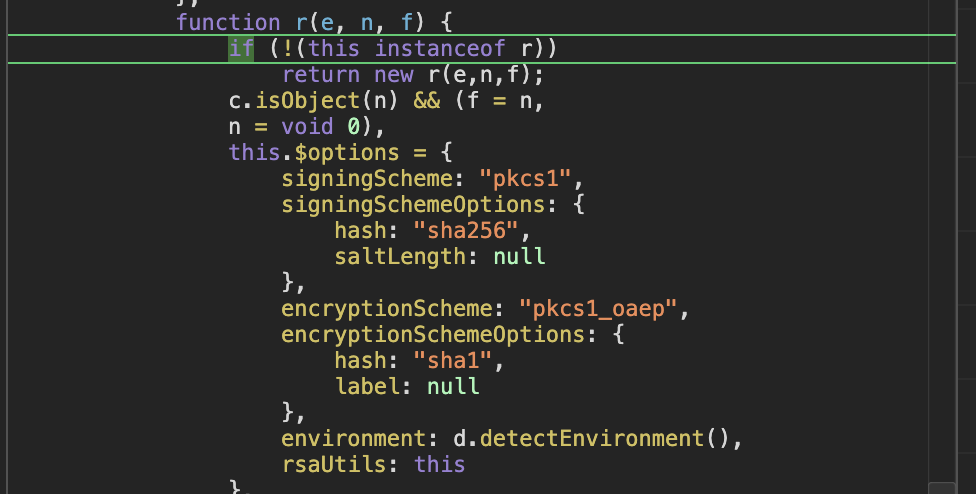 };
function r(e, n, f) {
if (!(this instanceof r))
return new r(e,n,f);
c.isObject(n) && (f = n,
n = void 0),
this.$options = {
signingScheme: "pkcs1",
signingSchemeOptions: {
hash: "sha256",
saltLength: null
},
encryptionScheme: "pkcs1_oaep",
encryptionSchemeOptions: {
hash: "sha1",
label: null
},
environment: d.detectEnvironment(),
rsaUtils: this
},